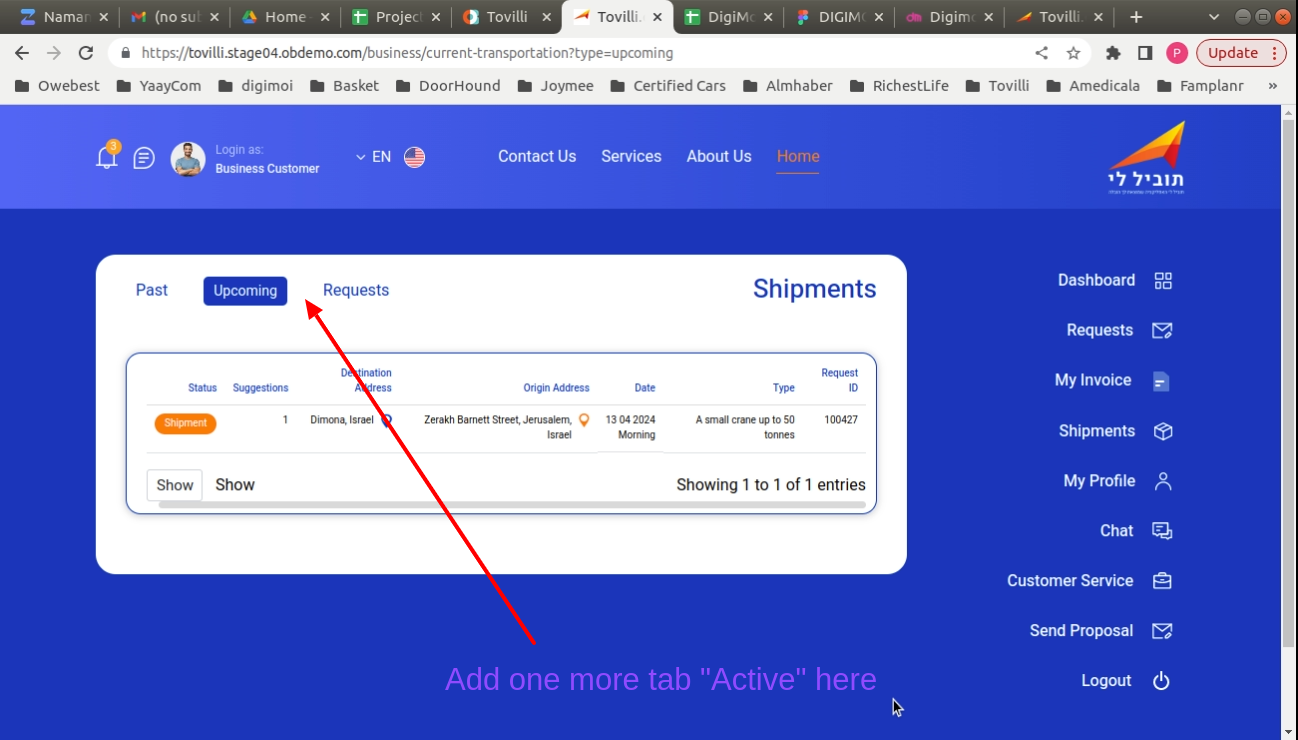 Naman
(no sub
Home
Project
Tovilli
Tovilli.
DigiMo
DIGIMO
Digimo
Tovilli.
https://tovilli.stage04.obdemo.com/business/current-transportation?type=upcoming
P
Update
Owebest
YaayCom
digimoi
Basket
DoorHound
Joymee
Certified Cars
Almhaber
RichestLife
Tovilli
Amedicala
Famplanr
»
3
Login as:
Business Customer
EN
Contact Us
Services
About Us
Home
תוביל לי
Past
Upcoming
Requests
Shipments
Status
Suggestions
Destination
Address
Origin Address
Date
Type
Request
ID
Shipment
1
Dimona, Israel
Zerakh Barnett Street, Jerusalem,
Israel
13 04 2024
Morning
A small crane up to 50
tonnes
100427
Show
Show
Showing 1 to 1 of 1 entries
Dashboard
Requests
My Invoice
Shipments
My Profile
Chat
Customer Service
Send Proposal
Logout
Add one more tab "Active" here